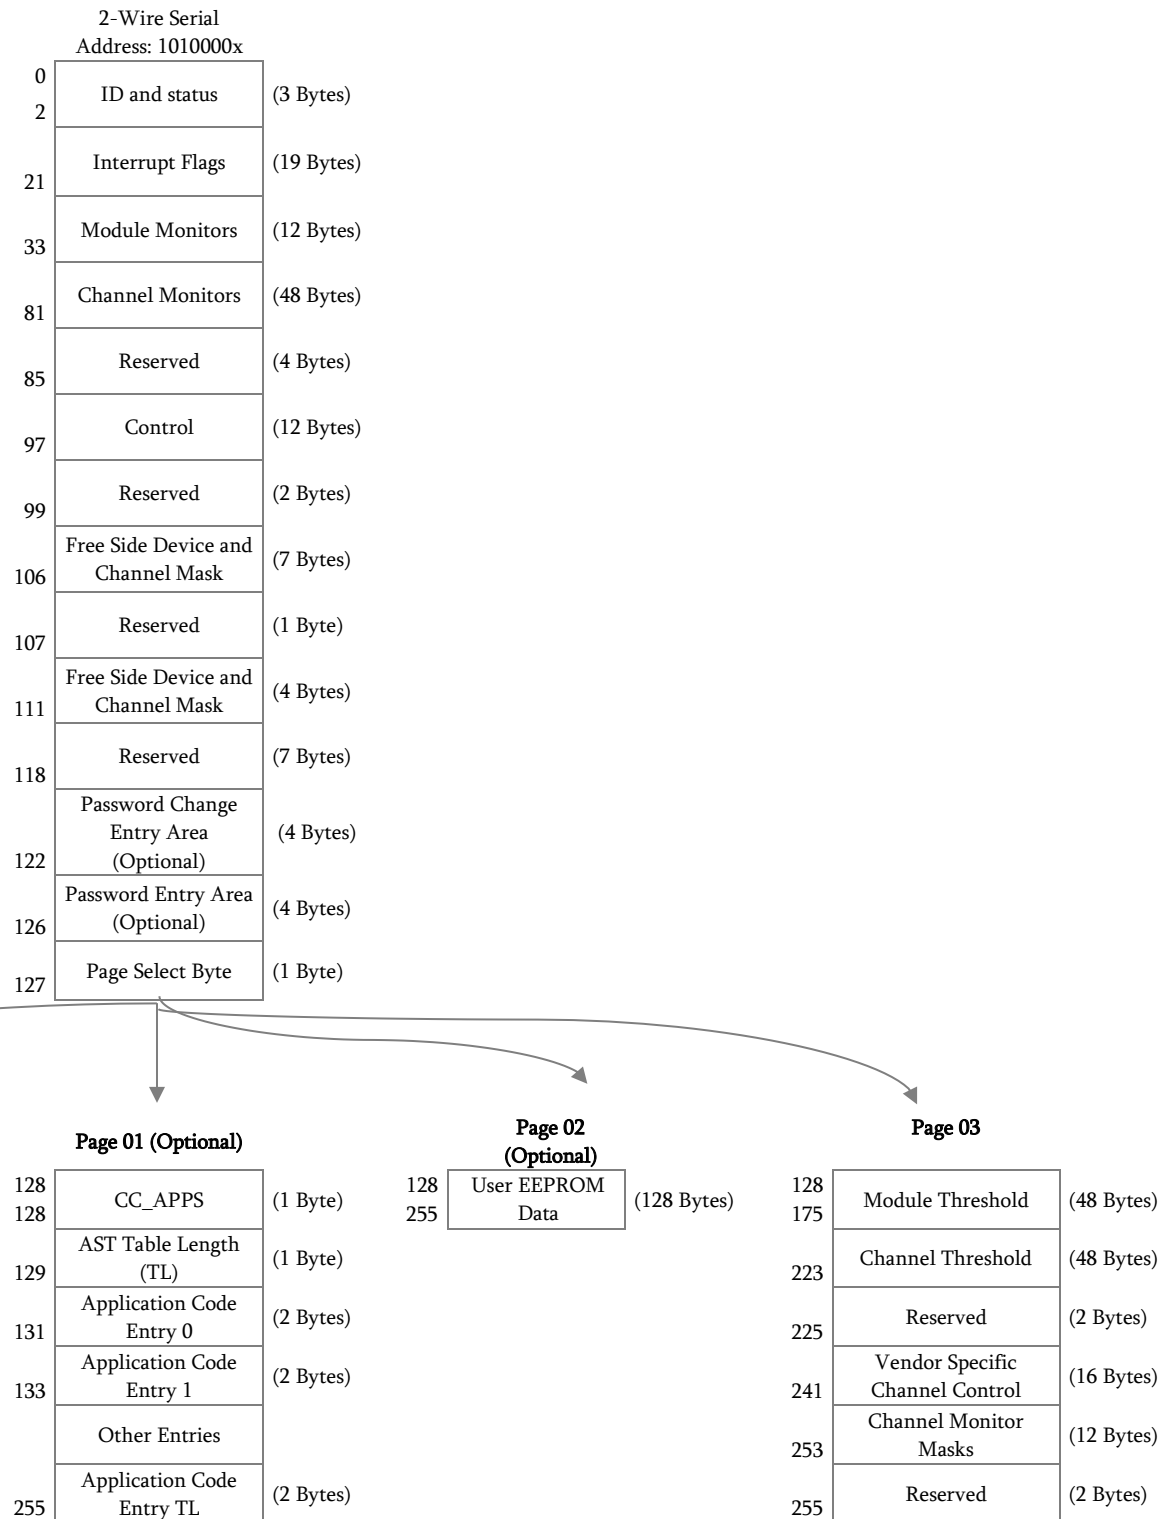 2-Wire Serial
Address: 1010000x
0
ID and status
(3 Bytes)
2
Interrupt Flags
(19 Bytes)
21
Module Monitors
(12 Bytes)
33
Channel Monitors
(48 Bytes)
81
Reserved
(4 Bytes)
85
Control
(12 Bytes)
97
Reserved
(2 Bytes)
99
Free Side Device and
Channel Mask
(7 Bytes)
106
Reserved
(1 Byte)
107
Free Side Device and
Channel Mask
(4 Bytes)
111
Reserved
(7 Bytes)
118
Password Change
Entry Area
(Optional)
(4 Bytes)
122
Password Entry Area
(Optional)
(4 Bytes)
126
Page Select Byte
(1 Byte)
127
Page 01 (Optional)
128
128
CC_APPS
(1 Byte)
AST Table Length
(TL)
(1 Byte)
129
Application Code
Entry 0
(2 Bytes)
131
Application Code
Entry 1
(2 Bytes)
133
Other Entries
Application Code
Entry TL
(2 Bytes)
255
Page 02
(Optional)
128
255
User EEPROM
Data
(128 Bytes)
Page 03
128
175
Module Threshold
(48 Bytes)
Channel Threshold
(48 Bytes)
223
Reserved
(2 Bytes)
225
Vendor Specific
Channel Control
(16 Bytes)
241
Channel Monitor
Masks
(12 Bytes)
253
Reserved
(2 Bytes)
255